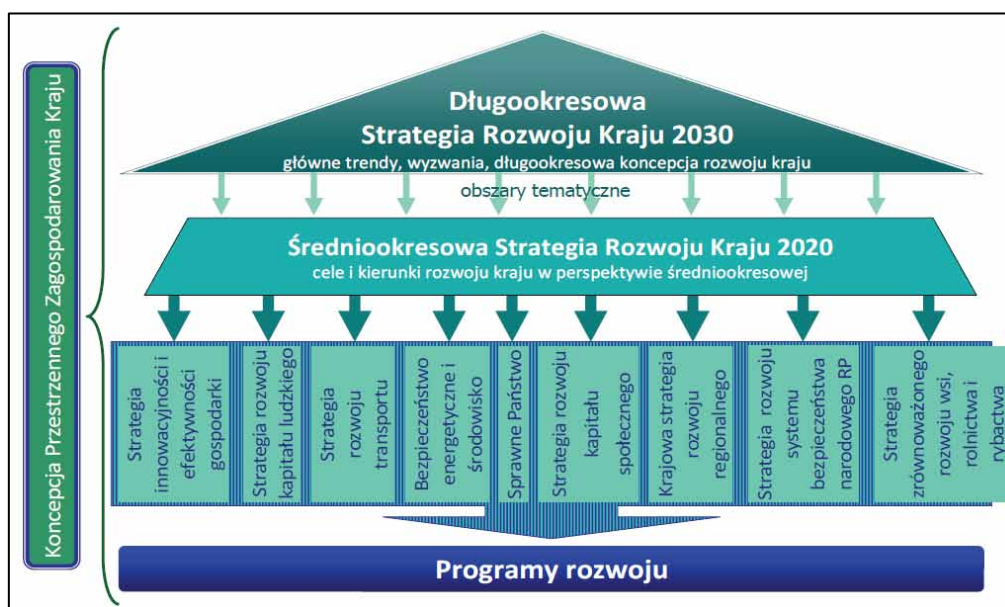 Koncepcja Przestrzennego Zagospodarowania Kraju
Długookresowa
Strategia Rozwoju Kraju 2030
główne trendy, wyzwania, długookresowa koncepcja rozwoju kraju
obszary tematyczne
Średniookresowa Strategia Rozwoju Kraju 2020
cele i kierunki rozwoju kraju w perspektywie średniookresowej
Strategia
innowacyjności i
efektywności
gospodarki
Strategia rozwoju
kapitału ludzkiego
Strategia
rozwoju
transportu
Bezpieczeństwo
energetyczne i
środowisko
Sprawne Państwo
Strategia rozwoju
kapitału
społecznego
Krajowa strategia
rozwoju
regionalnego
Strategia rozwoju
systemu
bezpieczeństwa
narodowego RP
Strategia
zrównoważonego
rozwoju wsi,
rolnictwa i
rybactwa
Programy rozwoju